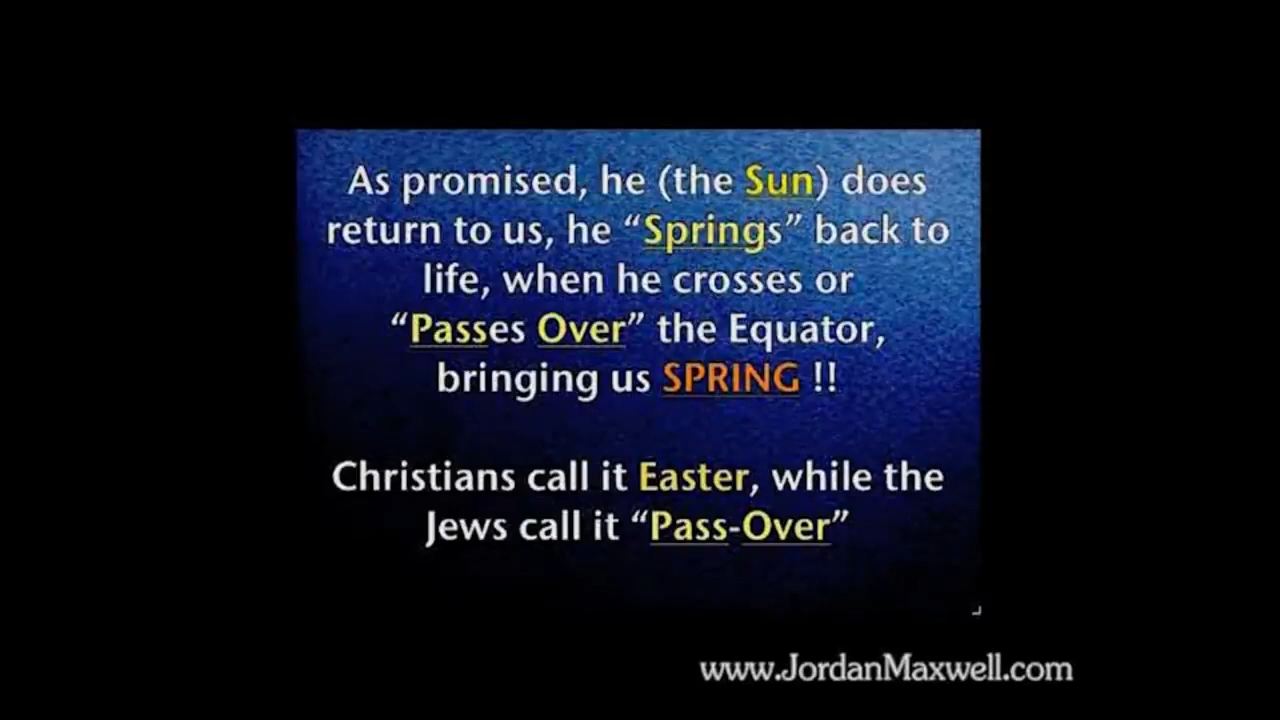 As promised, he (the Sun) does
return to us, he “Springs” back to
life, when he crosses or
“Passes Over” the Equator,
bringing us SPRING !!
Christians call it Easter, while the
Jews call it “Pass-Over”
www.JordanMaxwell.com